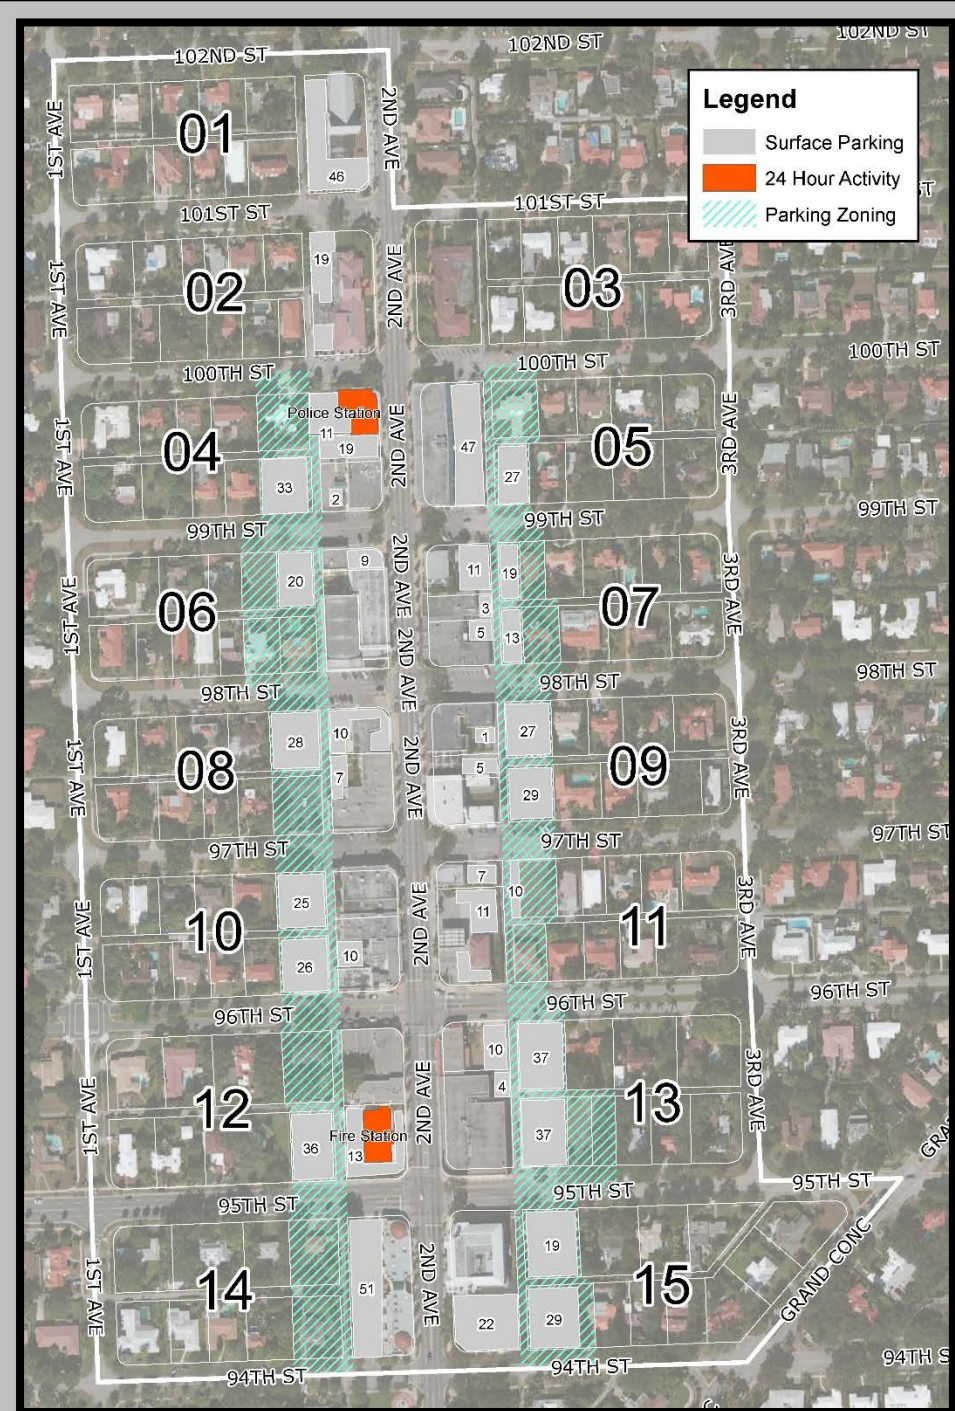 102ND ST
102ND ST
102ND ST
Legend
Surface Parking
24 Hour Activity
Parking Zoning
1ST AVE
01
2ND AVE
46
101ST ST
101ST ST
ST
1ST AVE
02
19
2ND AVE
03
3RD AVE
100TH ST
100TH ST
100TH ST
1ST AVE
04
Police Station
11
19
33
2
2ND AVE
47
27
05
3RD AVE
99TH ST
99TH ST
99TH ST
1ST AVE
06
20
9
2ND AVE
2ND AVE
11
19
3
5
13
07
3RD AVE
98TH ST
98TH ST
98TH ST
1ST AVE
08
28
10
7
2ND AVE
1
27
5
29
09
3RD AVE
97TH ST
97TH ST
97TH ST
1ST AVE
10
25
26
10
2ND AVE
7
10
11
11
3RD AVE
96TH ST
96TH ST
96TH ST
1ST AVE
12
36
Fire Station
13
2ND AVE
10
37
4
37
13
3RD AVE
95TH ST
95TH ST
95TH ST
GRA
1ST AVE
14
51
2ND AVE
19
22
29
15
GRAND CONC
94TH ST
94TH ST
94TH S